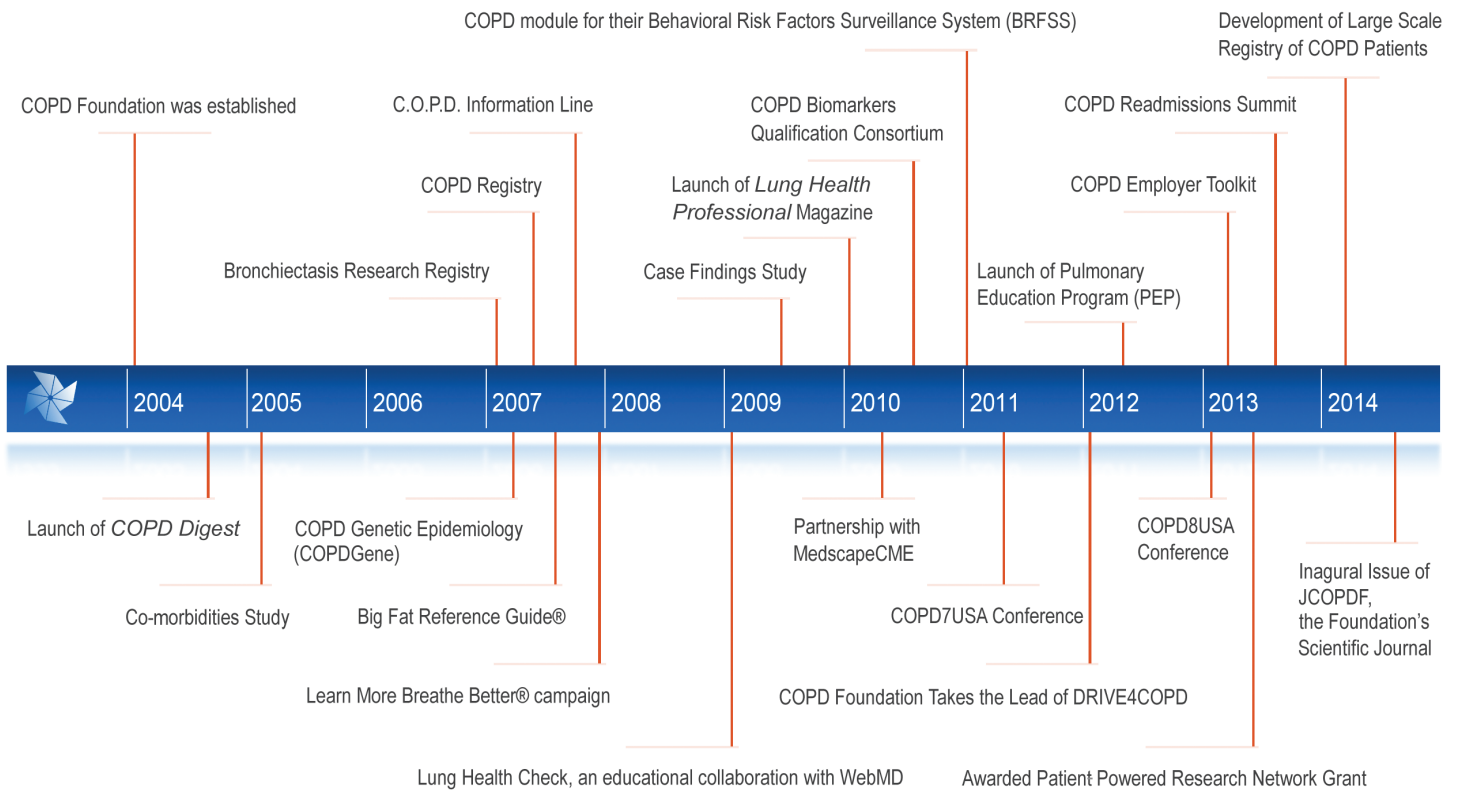 COPD module for their Behavioral Risk Factors Surveillance System (BRFSS)
Development of Large Scale
Registry of COPD Patients
COPD Foundation was established
C.O.P.D. Information Line
COPD Biomarkers
Qualification Consortium
COPD Readmissions Summit
COPD Registry
Launch of Lung Health
Professional Magazine
COPD Employer Toolkit
Bronchiectasis Research Registry
Case Findings Study
Launch of Pulmonary
Education Program (PEP)
2004 2005 2006 2007 2008 2009 2010 2011 2012 2013 2014
Launch of COPD Digest
COPD Genetic Epidemiology
(COPDGene)
Partnership with
MedscapeCME
COPD8USA
Conference
Inagural Issue of
JCOPDF,
the Foundation's
Scientific Journal
Co-morbidities Study
Big Fat Reference Guide®
COPD7USA Conference
Learn More Breathe Better® campaign
COPD Foundation Takes the Lead of DRIVE4COPD
Lung Health Check, an educational collaboration with WebMD
Awarded Patient Powered Research Network Grant